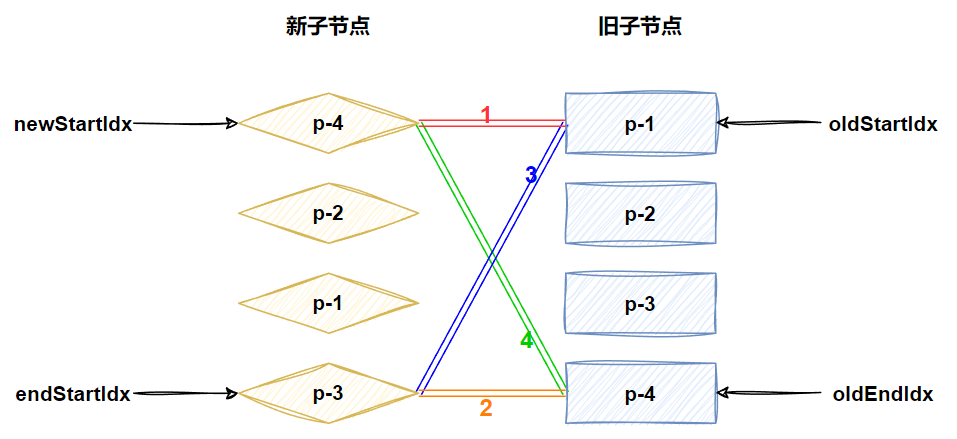 新子节点 旧子节点
newStartIdx p-4 1 p-1 oldStartIdx
3
p-2 p-2
p-1 p-3
4
endStartIdx p-3 2 p-4 oldEndIdx